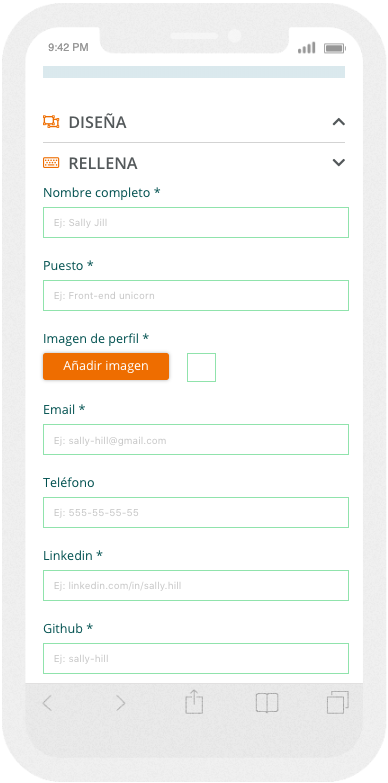 9:42 PM
DISEÑA
RELLENA
Nombre completo *
Ej: Sally Jill
Puesto *
Ej: Front-end unicorn
Imagen de perfil *
Añadir imagen
Email *
Ej: sally-hill@gmail.com
Teléfono
Ej: 555-55-55-55
Linkedin *
Ej: linkedin.com/in/sally.hill
Github *
Ej: sally-hill